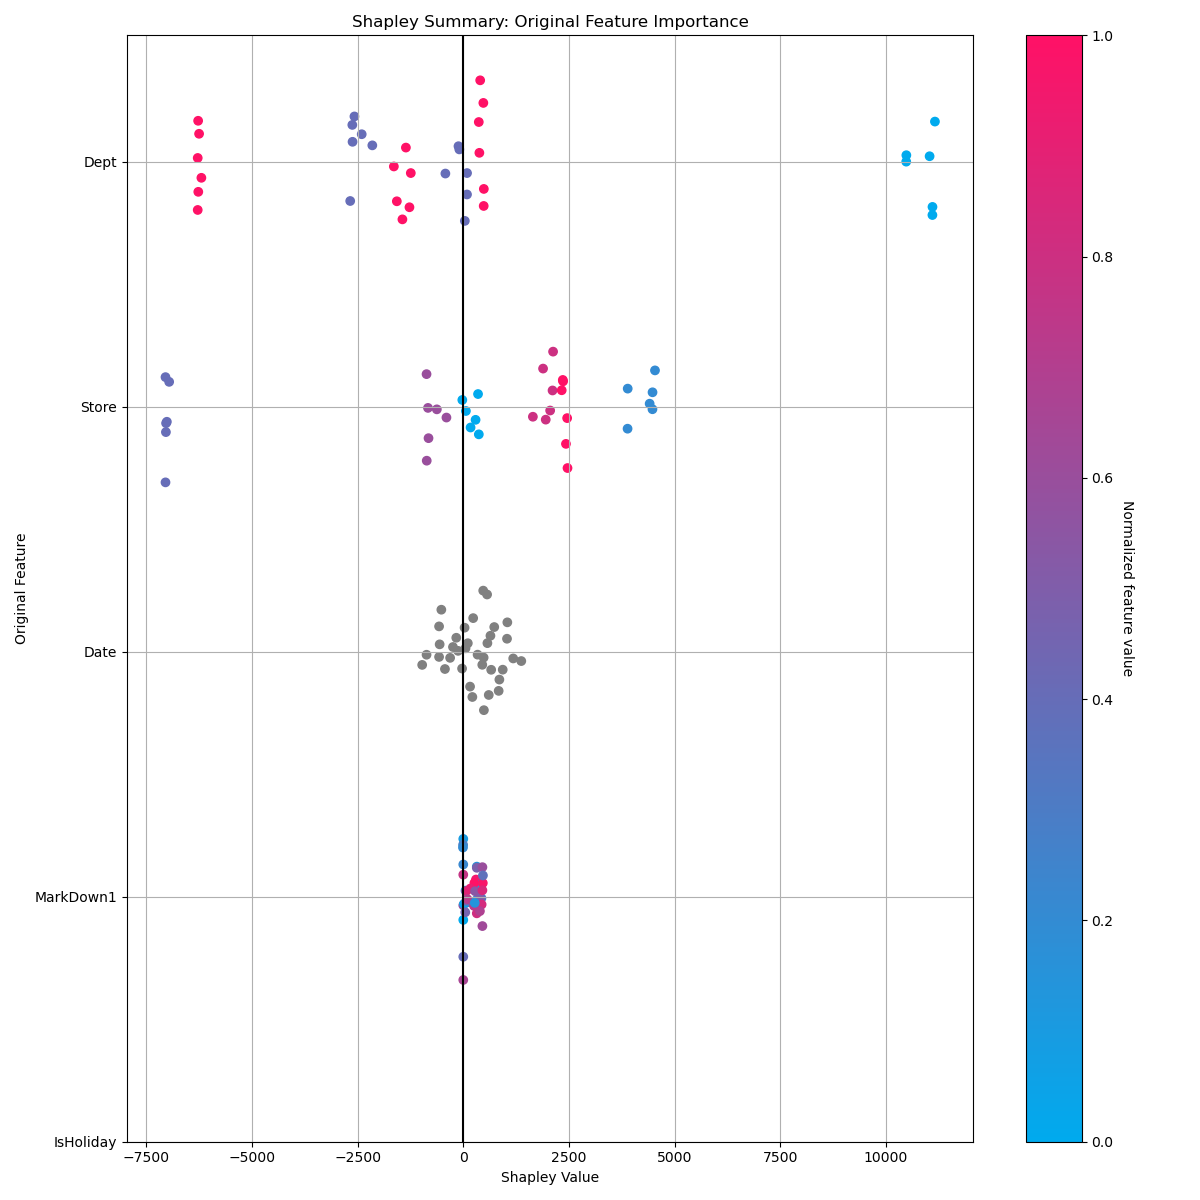 Shapley Summary: Original Feature Importance
Original Feature
Dept
Store
Date
MarkDown1
IsHoliday
−7500 −5000 −2500 0 2500 5000 7500 10000
Shapley Value
1.0
0.8
0.6
0.4
0.2
0.0
Normalized feature value